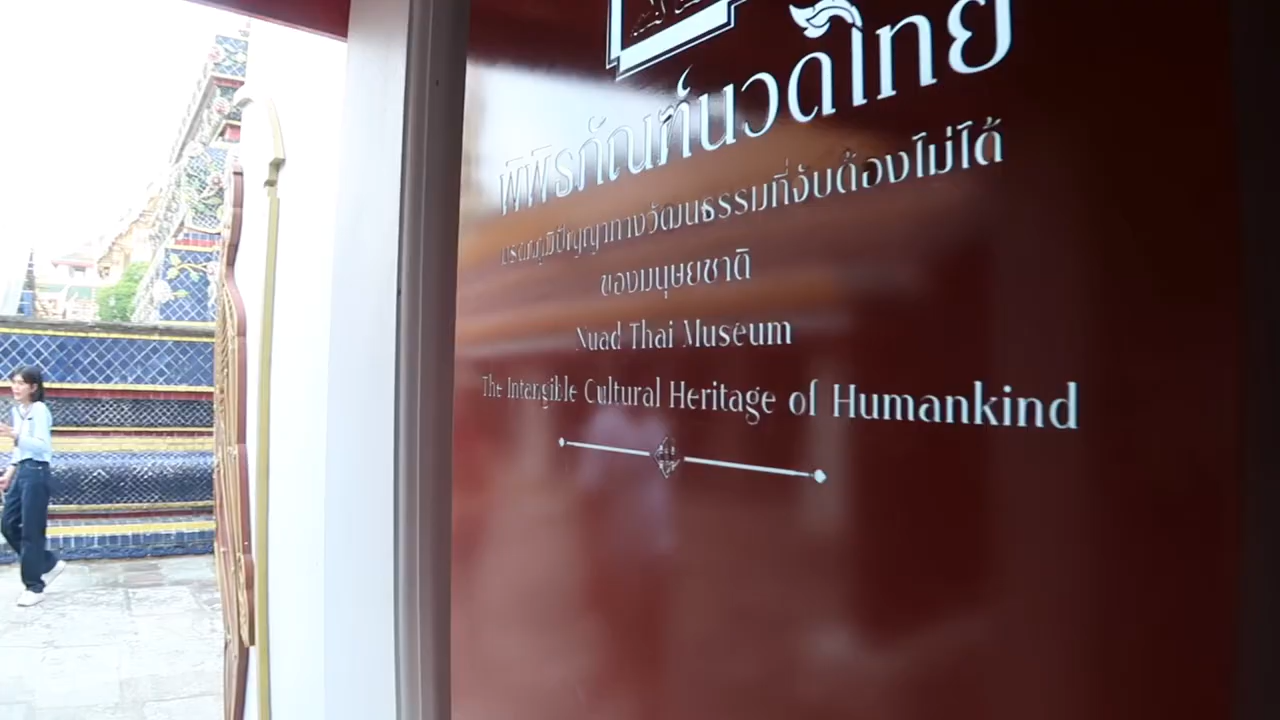 พิพิธภัณฑ์นวดไทย
มรดกภูมิปัญญาทางวัฒนธรรมที่จับต้องไม่ได้
ของมนุษยชาติ
Nuad Thai Museum
The Intangible Cultural Heritage of Humankind